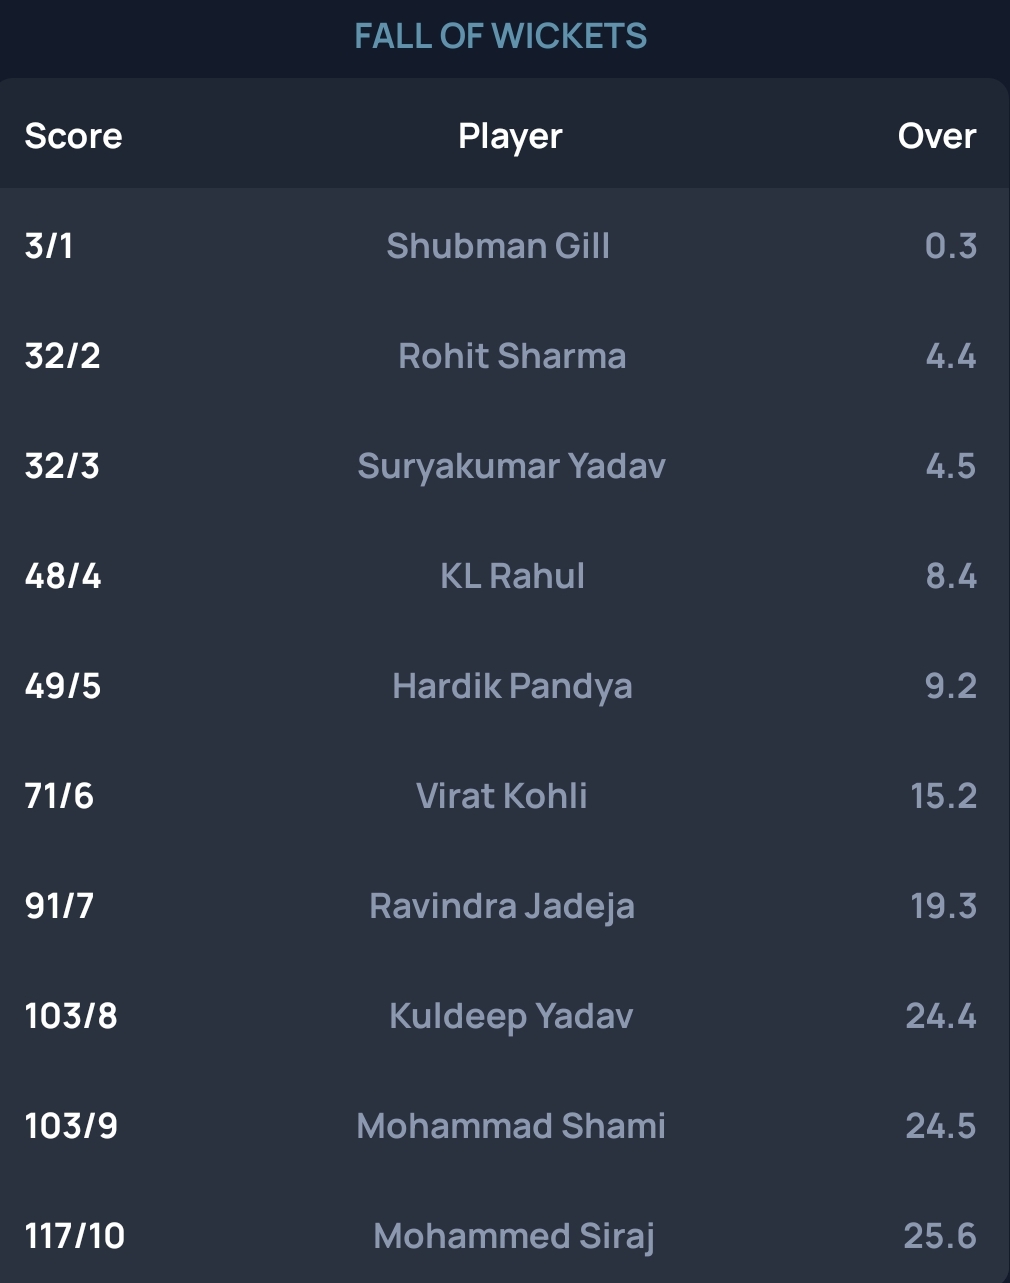 FALL OF WICKETS
Score Player Over
3/1 Shubman Gill 0.3
32/2 Rohit Sharma 4.4
32/3 Suryakumar Yadav 4.5
48/4 KL Rahul 8.4
49/5 Hardik Pandya 9.2
71/6 Virat Kohli 15.2
91/7 Ravindra Jadeja 19.3
103/8 Kuldeep Yadav 24.4
103/9 Mohammad Shami 24.5
117/10 Mohammed Siraj 25.6